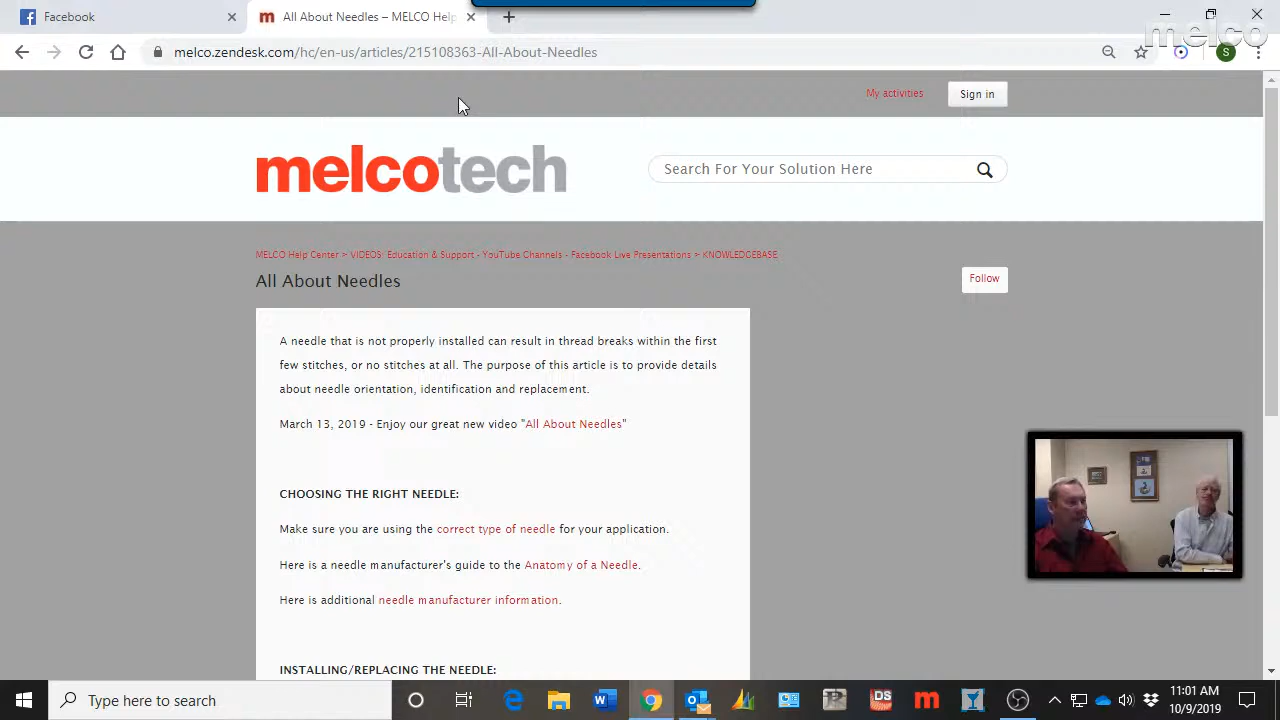 Facebook
All About Needles – MELCO Help
melco
melco.zendesk.com/hc/en-us/articles/215108363-All-About-Needles
S
My activities
Sign in
melcotech
Search For Your Solution Here
MELCO Help Center > VIDEOS: Education & Support - YouTube Channels - Facebook Live Presentations > KNOWLEDGEBASE
All About Needles
Follow
A needle that is not properly installed can result in thread breaks within the first
few stitches, or no stitches at all. The purpose of this article is to provide details
about needle orientation, identification and replacement.
March 13, 2019 - Enjoy our great new video "All About Needles"
CHOOSING THE RIGHT NEEDLE:
Make sure you are using the correct type of needle for your application.
Here is a needle manufacturer's guide to the Anatomy of a Needle.
Here is additional needle manufacturer information.
INSTALLING/REPLACING THE NEEDLE:
Type here to search
DS
11:01 AM
10/9/2019